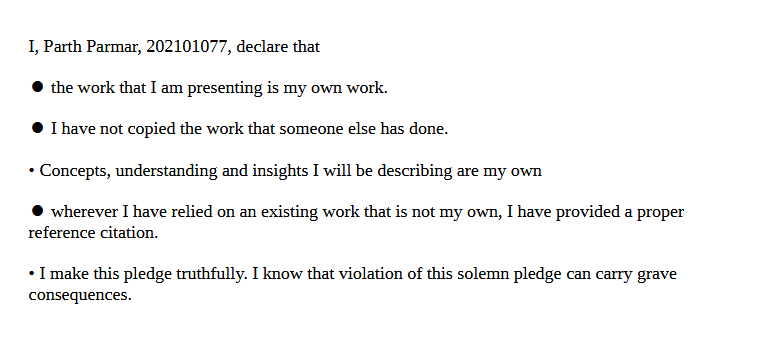 I, Parth Parmar, 202101077, declare that
● the work that I am presenting is my own work.
● I have not copied the work that someone else has done.
• Concepts, understanding and insights I will be describing are my own
● wherever I have relied on an existing work that is not my own, I have provided a proper
reference citation.
• I make this pledge truthfully. I know that violation of this solemn pledge can carry grave
consequences.